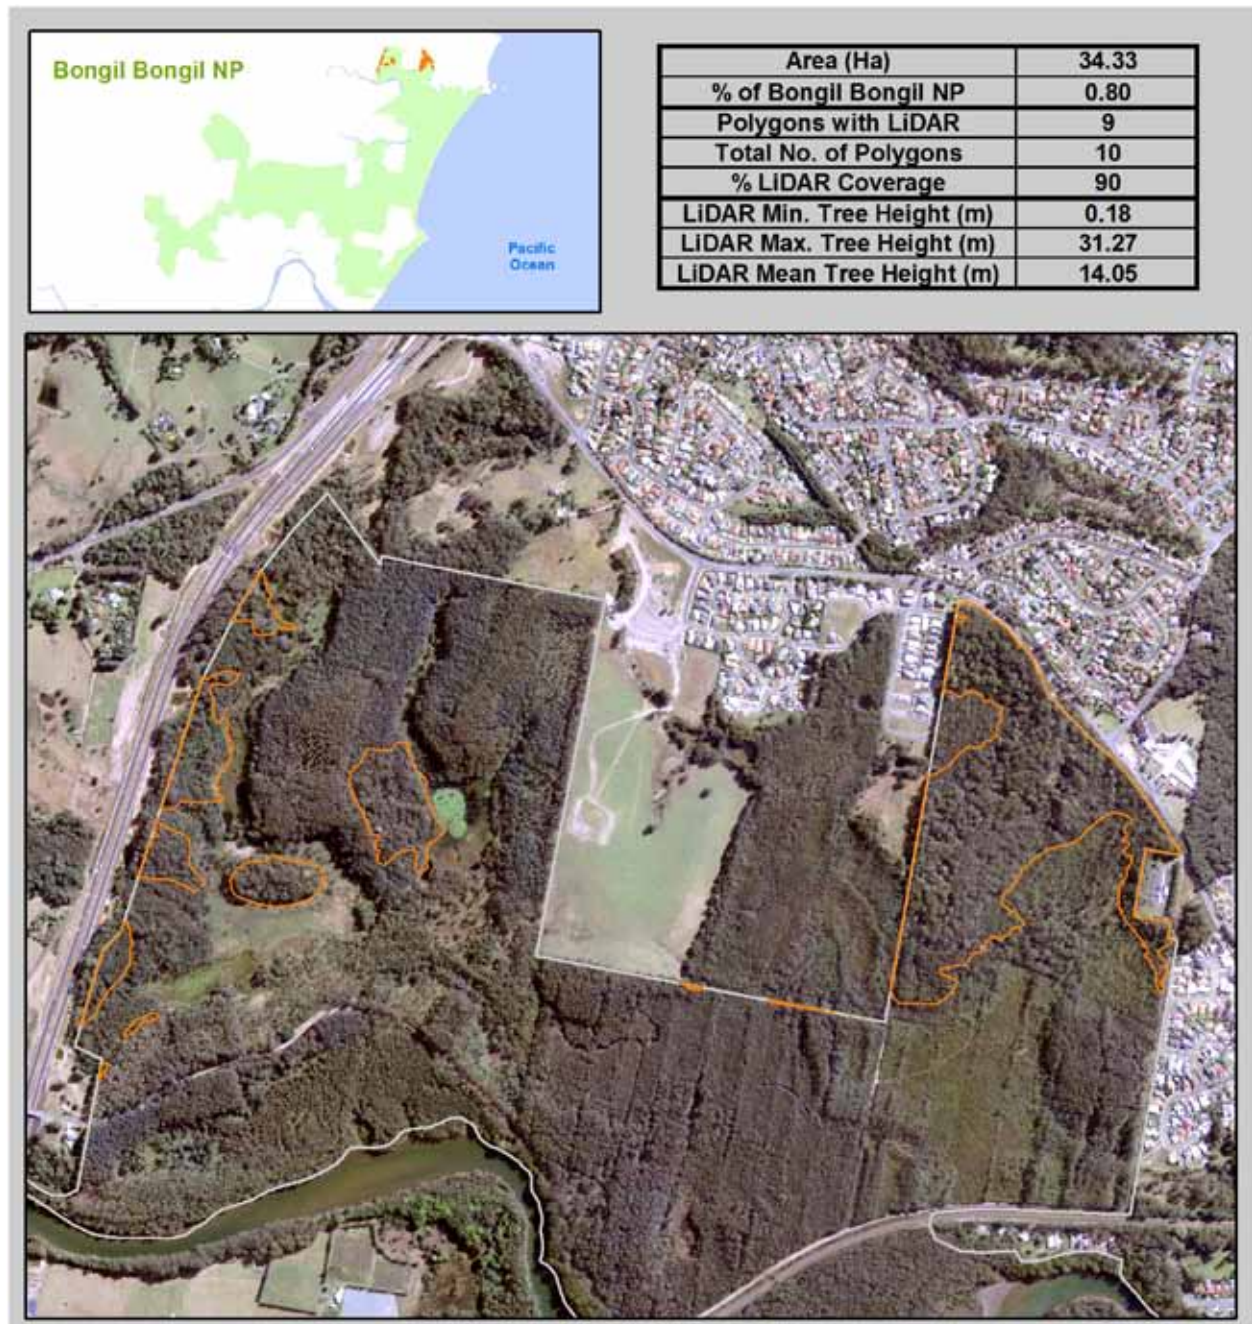 Bongil Bongil NP
Pacific
Ocean
Area (Ha) 34.33
% of Bongil Bongil NP 0.80
Polygons with LiDAR 9
Total No. of Polygons 10
% LiDAR Coverage 90
LiDAR Min. Tree Height (m) 0.18
LiDAR Max. Tree Height (m) 31.27
LiDAR Mean Tree Height (m) 14.05